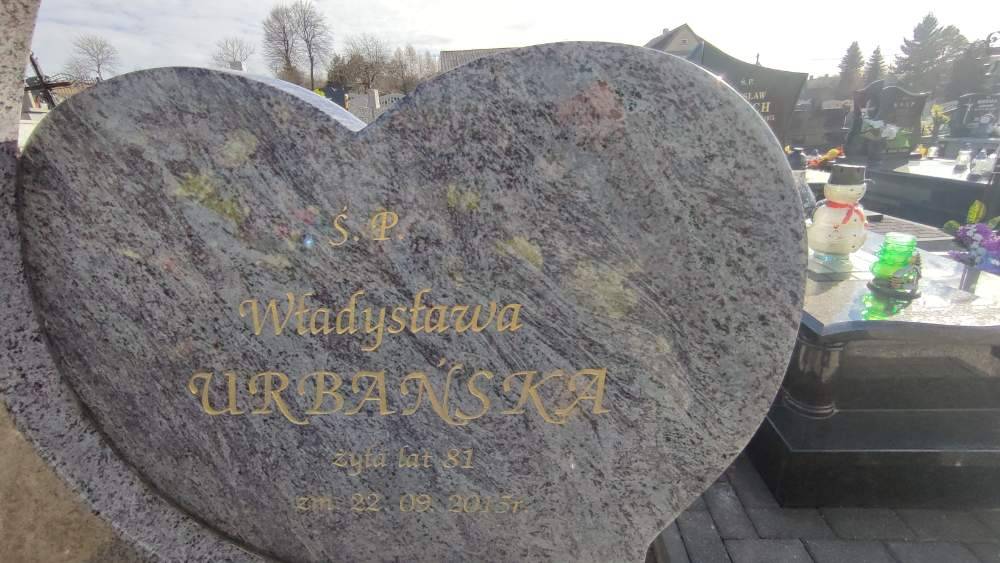 Ś. P.
Władysława
URBAŃSKA
żyła lat 81
zm. 22. 09. 2015r.
Ś. P.